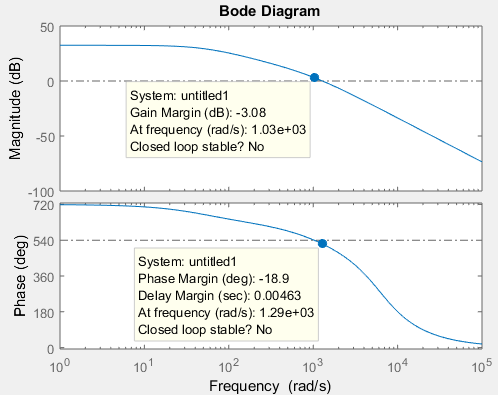 Bode Diagram
Magnitude (dB)
50
0
-50
-100
System: untitled1
Gain Margin (dB): -3.08
At frequency (rad/s): 1.03e+03
Closed loop stable? No
Phase (deg)
720
540
360
180
0
System: untitled1
Phase Margin (deg): -18.9
Delay Margin (sec): 0.00463
At frequency (rad/s): 1.29e+03
Closed loop stable? No
10^0 10^1 10^2 10^3 10^4 10^5
Frequency (rad/s)